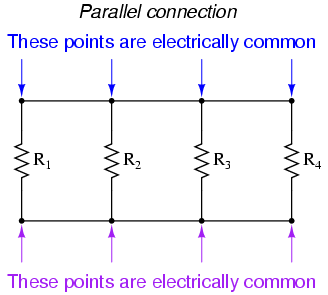 Parallel connection
These points are electrically common
R1 R2 R3 R4
These points are electrically common